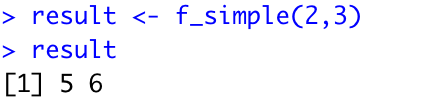 > result <- f_simple(2,3)
> result
[1] 5 6